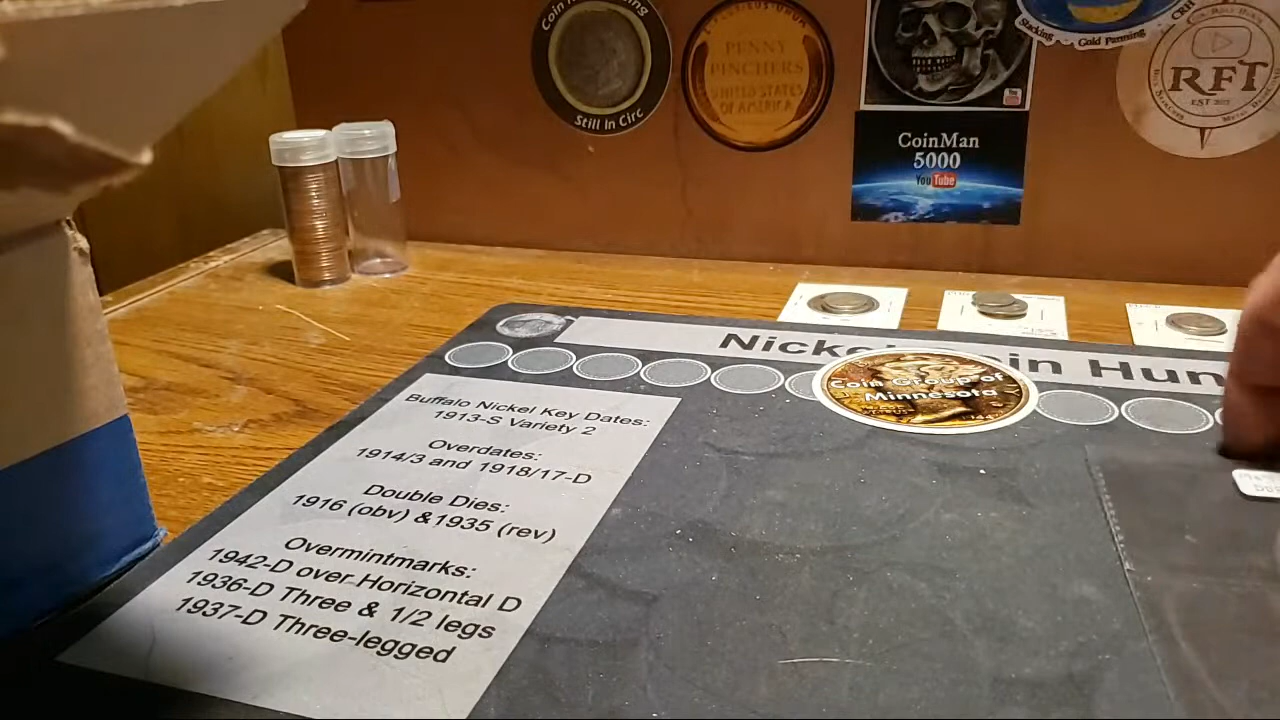 Still In Circ
PENNY
PINCHERS
UNITED STATES
OF AMERICA
CoinMan
5000
YouTube
Stacking
Gold Panning
CRH
RFT
Coin Group of
Minnesota
Buffalo Nickel Key Dates:
1913-S Variety 2
Overdates:
1914/3 and 1918/17-D
Double Dies:
1916 (obv) &1935 (rev)
Overmintmarks:
1942-D over Horizontal D
1936-D Three & 1/2 legs
1937-D Three-legged